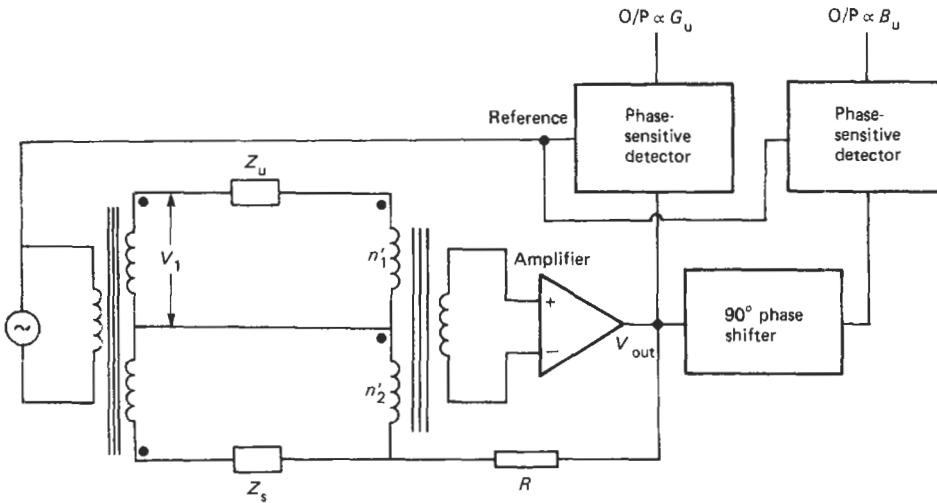 O/P ∝ G_u
O/P ∝ B_u
Reference
Phase-
sensitive
detector
Phase-
sensitive
detector
Z_u
V_1
n'_1
Amplifier
+
−
V_out
90° phase
shifter
n'_2
Z_s
R